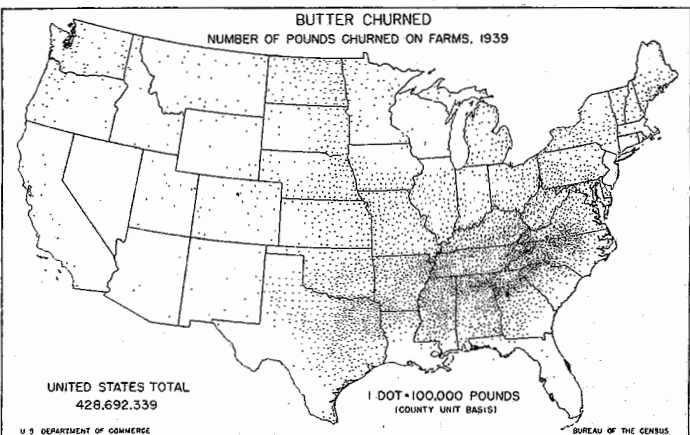 BUTTER CHURNED
NUMBER OF POUNDS CHURNED ON FARMS, 1939
UNITED STATES TOTAL
428,692,339
1 DOT=100,000 POUNDS
(COUNTY UNIT BASIS)
U S DEPARTMENT OF COMMERCE
BUREAU OF THE CENSUS